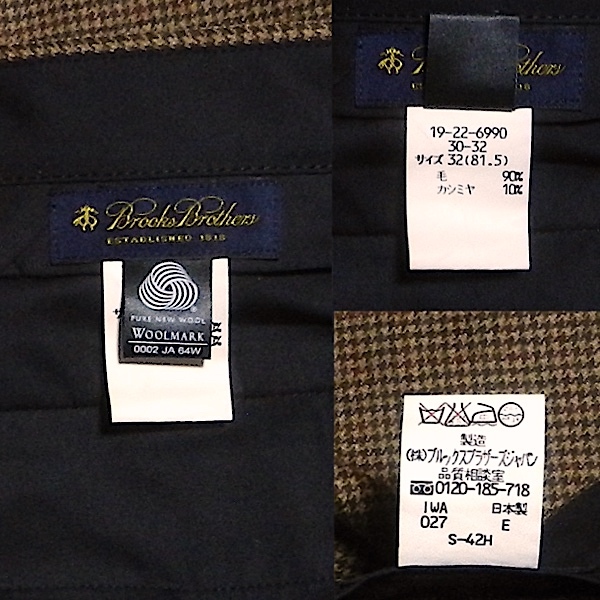 Brooks Brothers
ESTABLISHED 1818
PURE NEW WOOL
WOOLMARK
0002 JA 64W
19-22-6990
30-32
サイズ 32(81.5)
毛 90%
カシミヤ 10%
製造
(株)ブルックスブラザーズジャパン
品質相談室
0120-185-718
IWA 日本製
027 E
S-42H